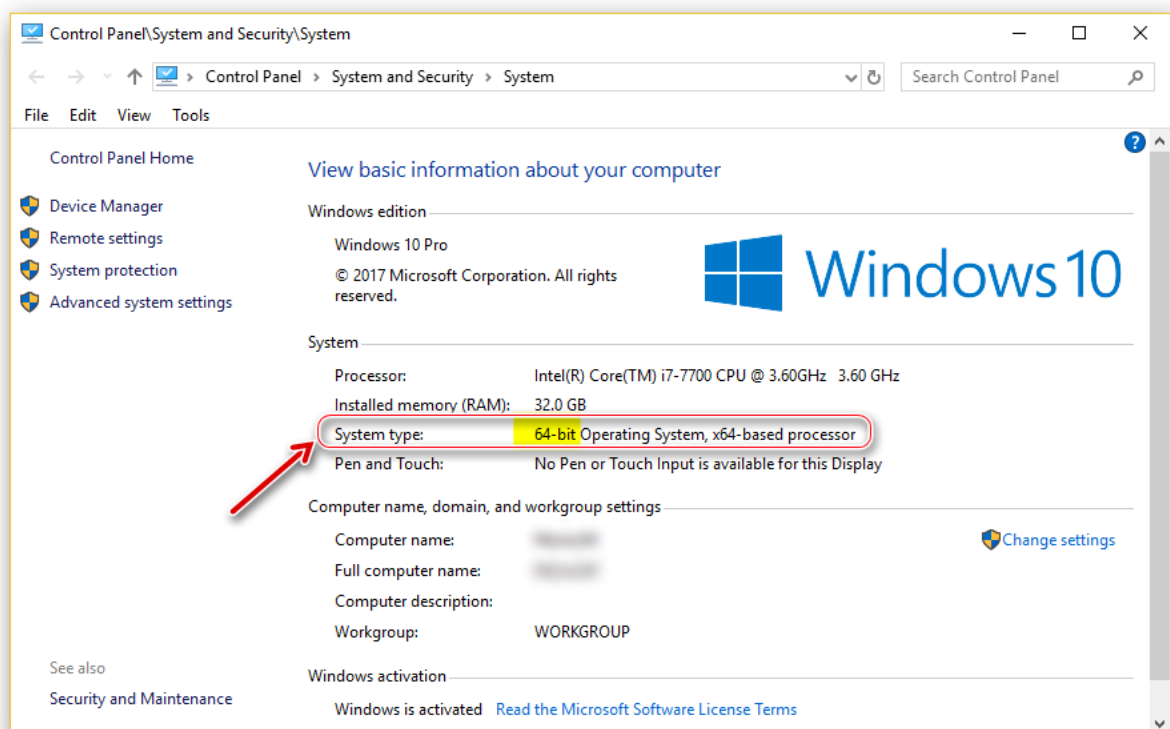 Control Panel\System and Security\System
Control Panel › System and Security › System
Search Control Panel
File Edit View Tools
Control Panel Home
Device Manager
Remote settings
System protection
Advanced system settings
See also
Security and Maintenance
?
View basic information about your computer
Windows edition
Windows 10 Pro
© 2017 Microsoft Corporation. All rights
reserved.
Windows 10
System
Processor: Intel(R) Core(TM) i7-7700 CPU @ 3.60GHz 3.60 GHz
Installed memory (RAM): 32.0 GB
System type: 64-bit Operating System, x64-based processor
Pen and Touch: No Pen or Touch Input is available for this Display
Computer name, domain, and workgroup settings
Computer name:
Change settings
Full computer name:
Computer description:
Workgroup: WORKGROUP
Windows activation
Windows is activated Read the Microsoft Software License Terms